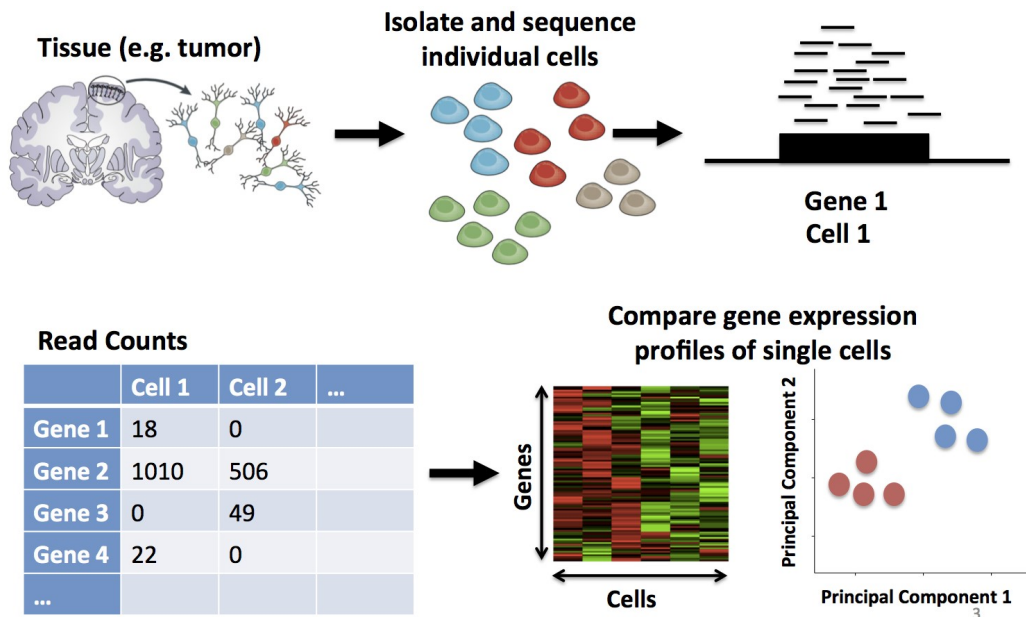 Tissue (e.g. tumor)
Isolate and sequence
individual cells
Gene 1
Cell 1
Read Counts
Cell 1 Cell 2 ...
Gene 1 18 0
Gene 2 1010 506
Gene 3 0 49
Gene 4 22 0
...
Compare gene expression
profiles of single cells
Genes
Cells
Principal Component 2
Principal Component 1
3